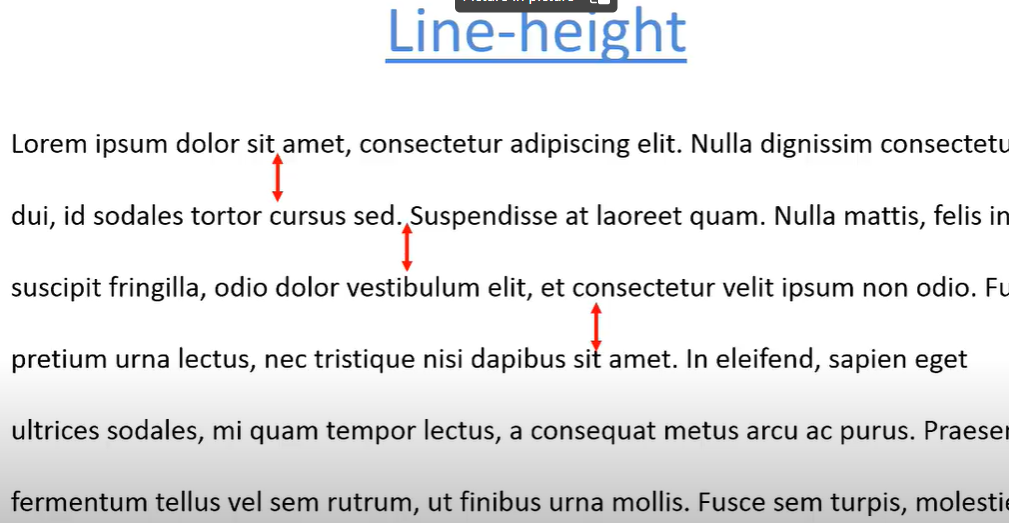 Line-height
Lorem ipsum dolor sit amet, consectetur adipiscing elit. Nulla dignissim consectetu
dui, id sodales tortor cursus sed. Suspendisse at laoreet quam. Nulla mattis, felis in
suscipit fringilla, odio dolor vestibulum elit, et consectetur velit ipsum non odio. Fu
pretium urna lectus, nec tristique nisi dapibus sit amet. In eleifend, sapien eget
ultrices sodales, mi quam tempor lectus, a consequat metus arcu ac purus. Praeser
fermentum tellus vel sem rutrum, ut finibus urna mollis. Fusce sem turpis, molestie